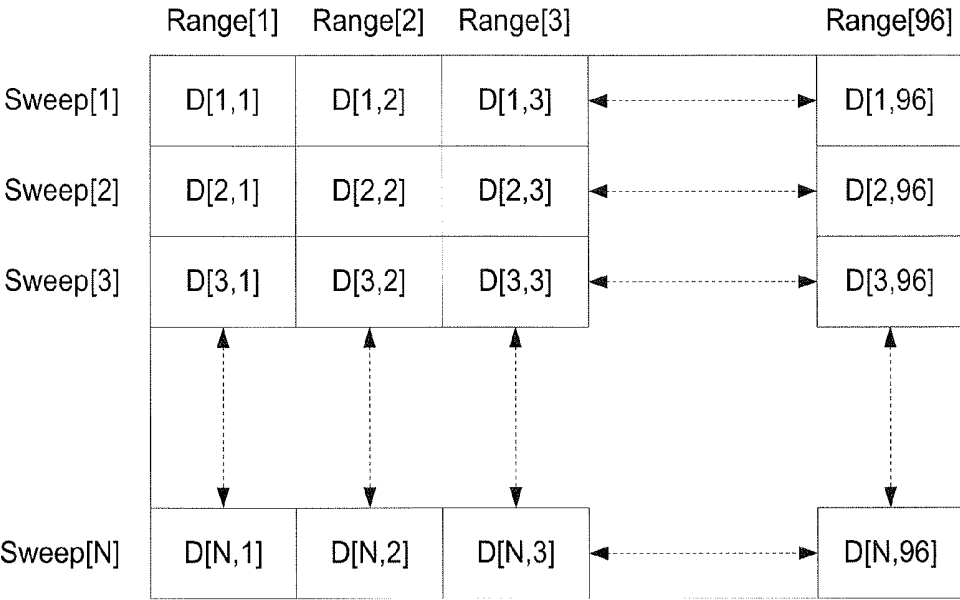 Range[1] Range[2] Range[3] Range[96]
Sweep[1] D[1,1] D[1,2] D[1,3] D[1,96]
Sweep[2] D[2,1] D[2,2] D[2,3] D[2,96]
Sweep[3] D[3,1] D[3,2] D[3,3] D[3,96]
Sweep[N] D[N,1] D[N,2] D[N,3] D[N,96]